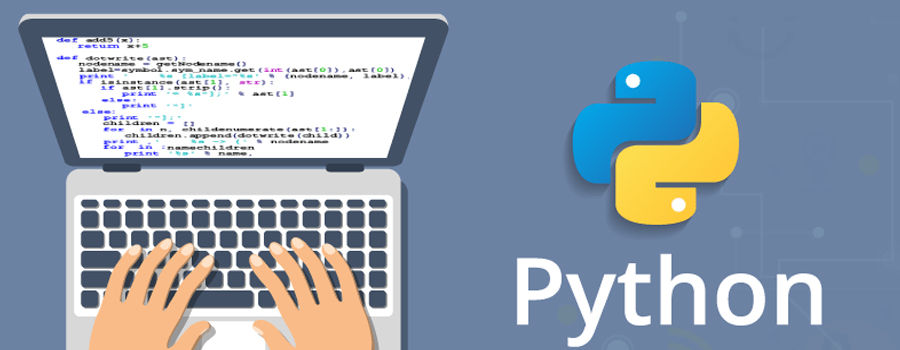 def add5(x):
return x+5
def dotwrite(ast):
nodename = getNodename()
label=symbol.sym_name.get(int(ast[0]),ast[0])
print ' %s [label="%s' % (nodename, label),
if isinstance(ast[1], str):
if ast[1].strip():
print '= %s"];' % ast[1]
else:
print '"]'
else:
print '"];'
children = []
for in n, childenumerate(ast[1:]):
children.append(dotwrite(child))
print ,' %s -> {' % nodename
for in :namechildren
print '%s' % name,
Python